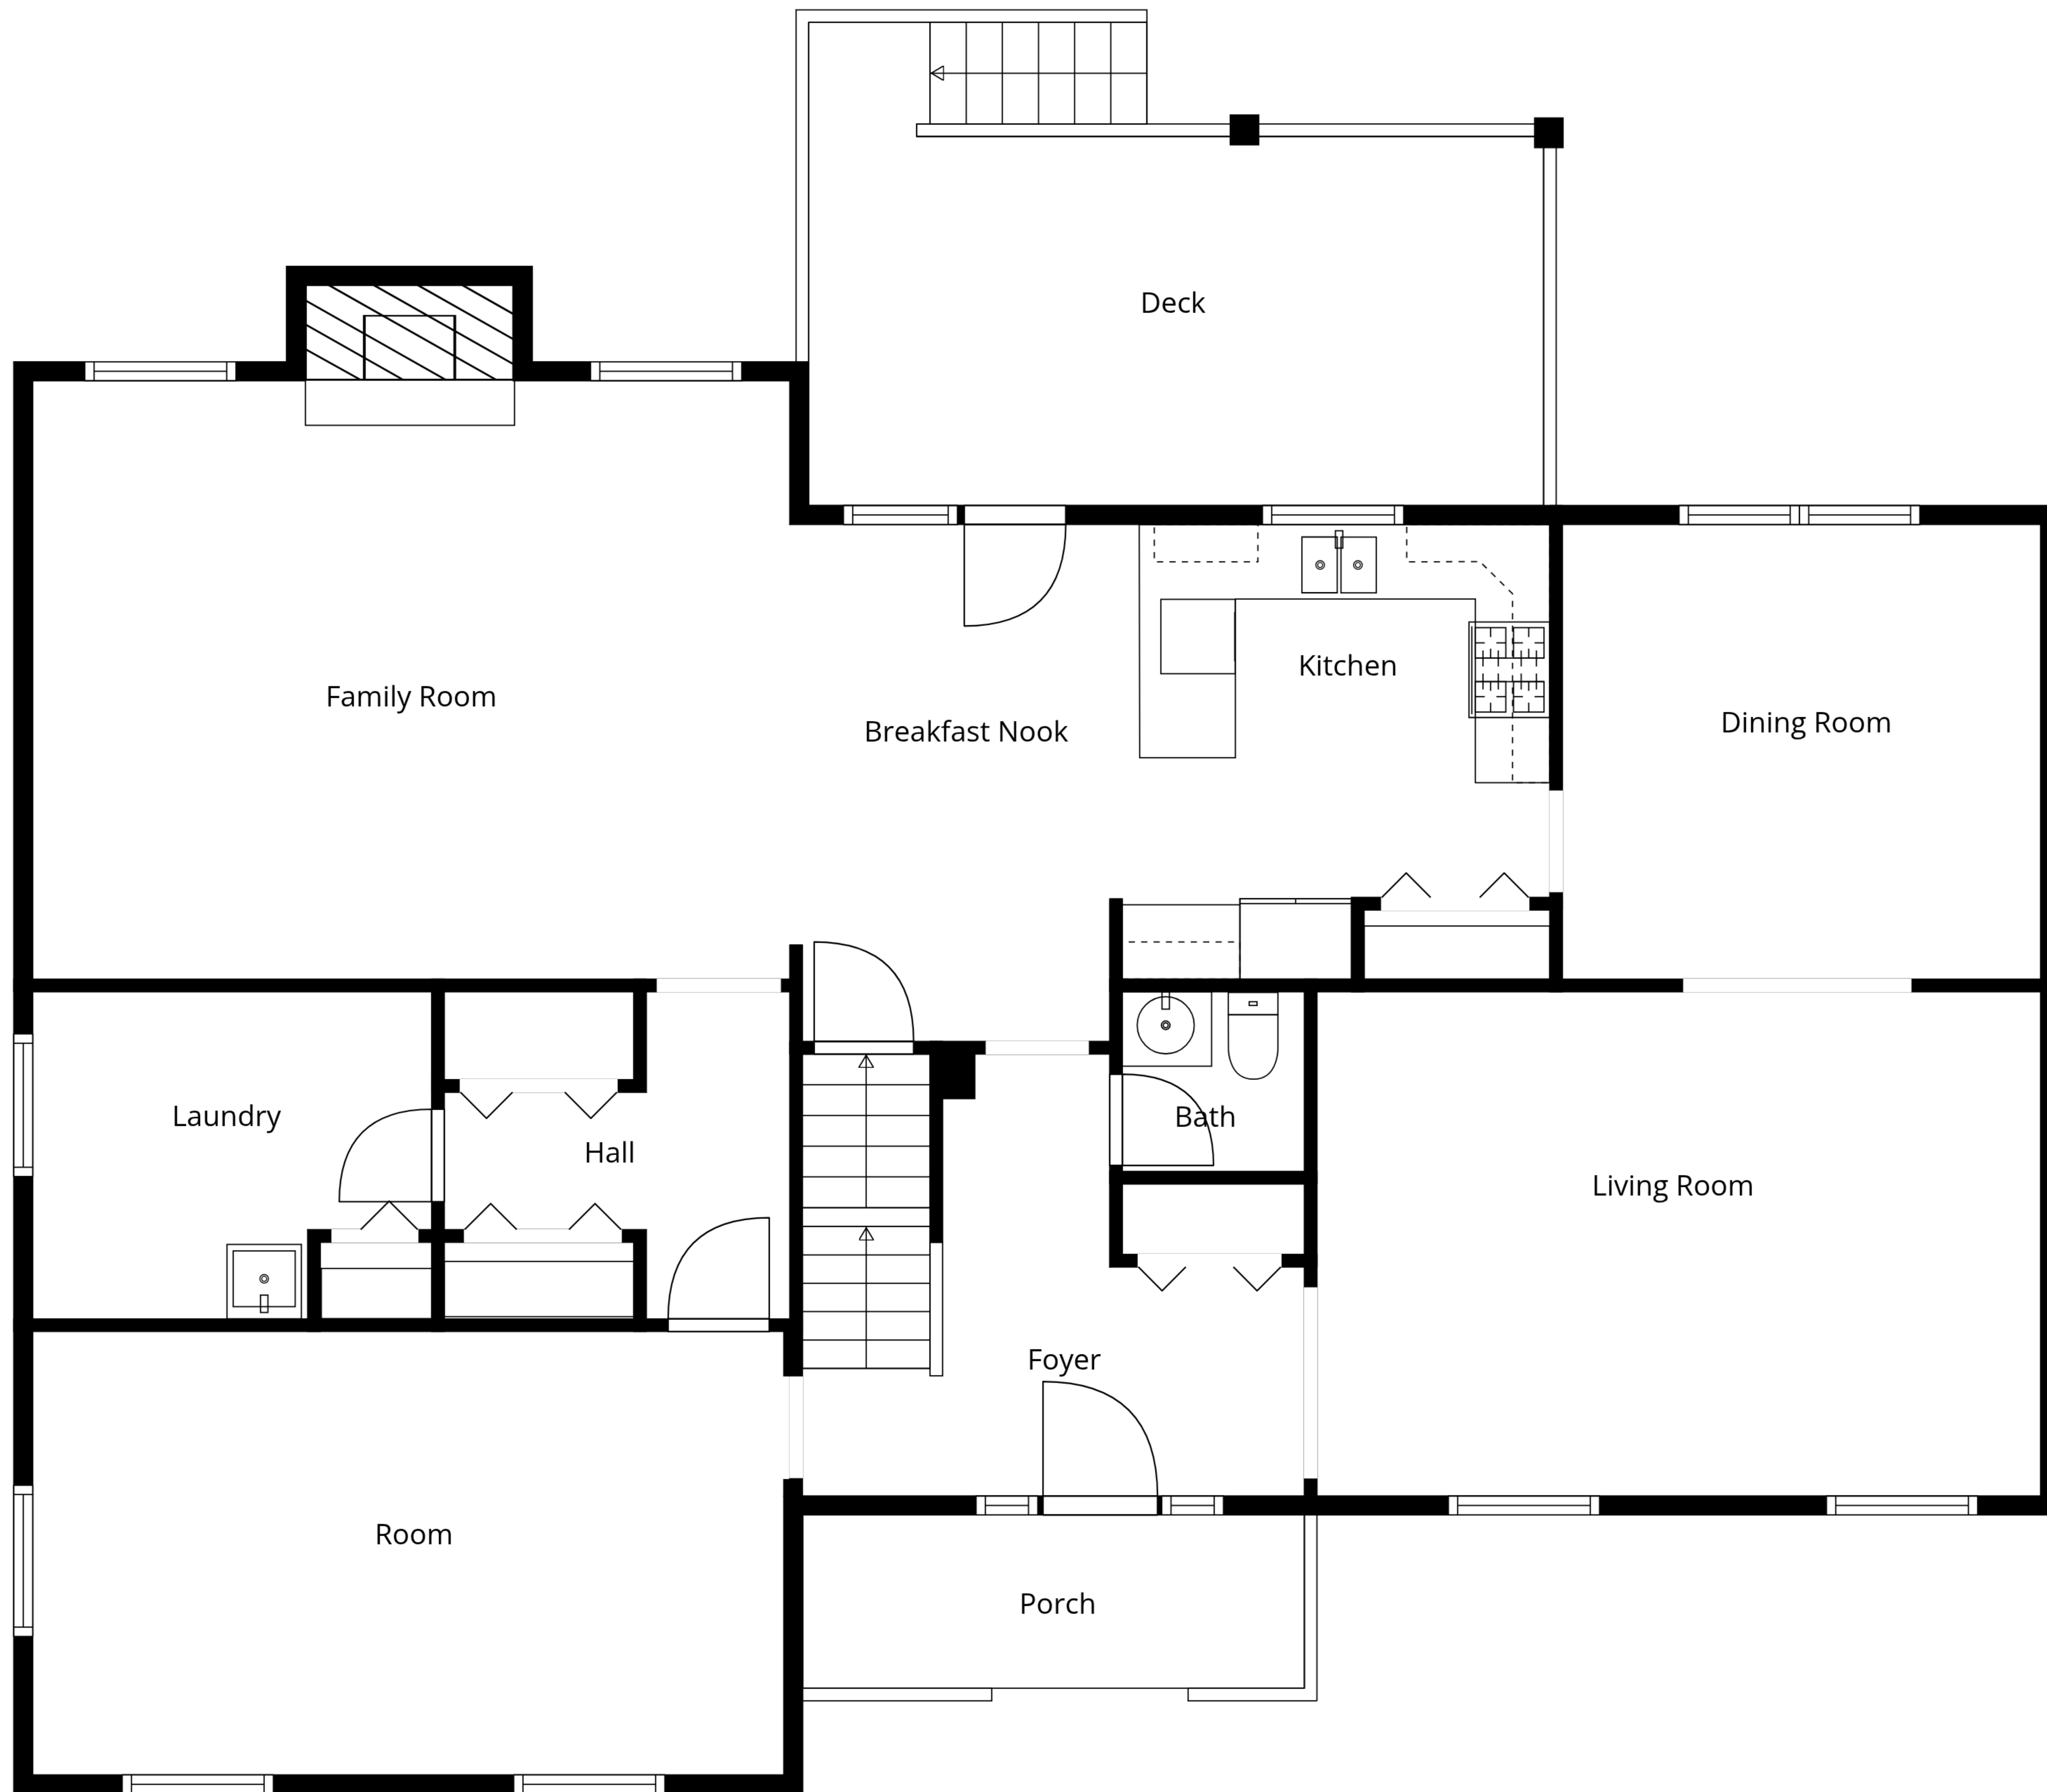 Deck
Family Room
Breakfast Nook
Kitchen
Dining Room
Laundry
Hall
Bath
Living Room
Foyer
Room
Porch